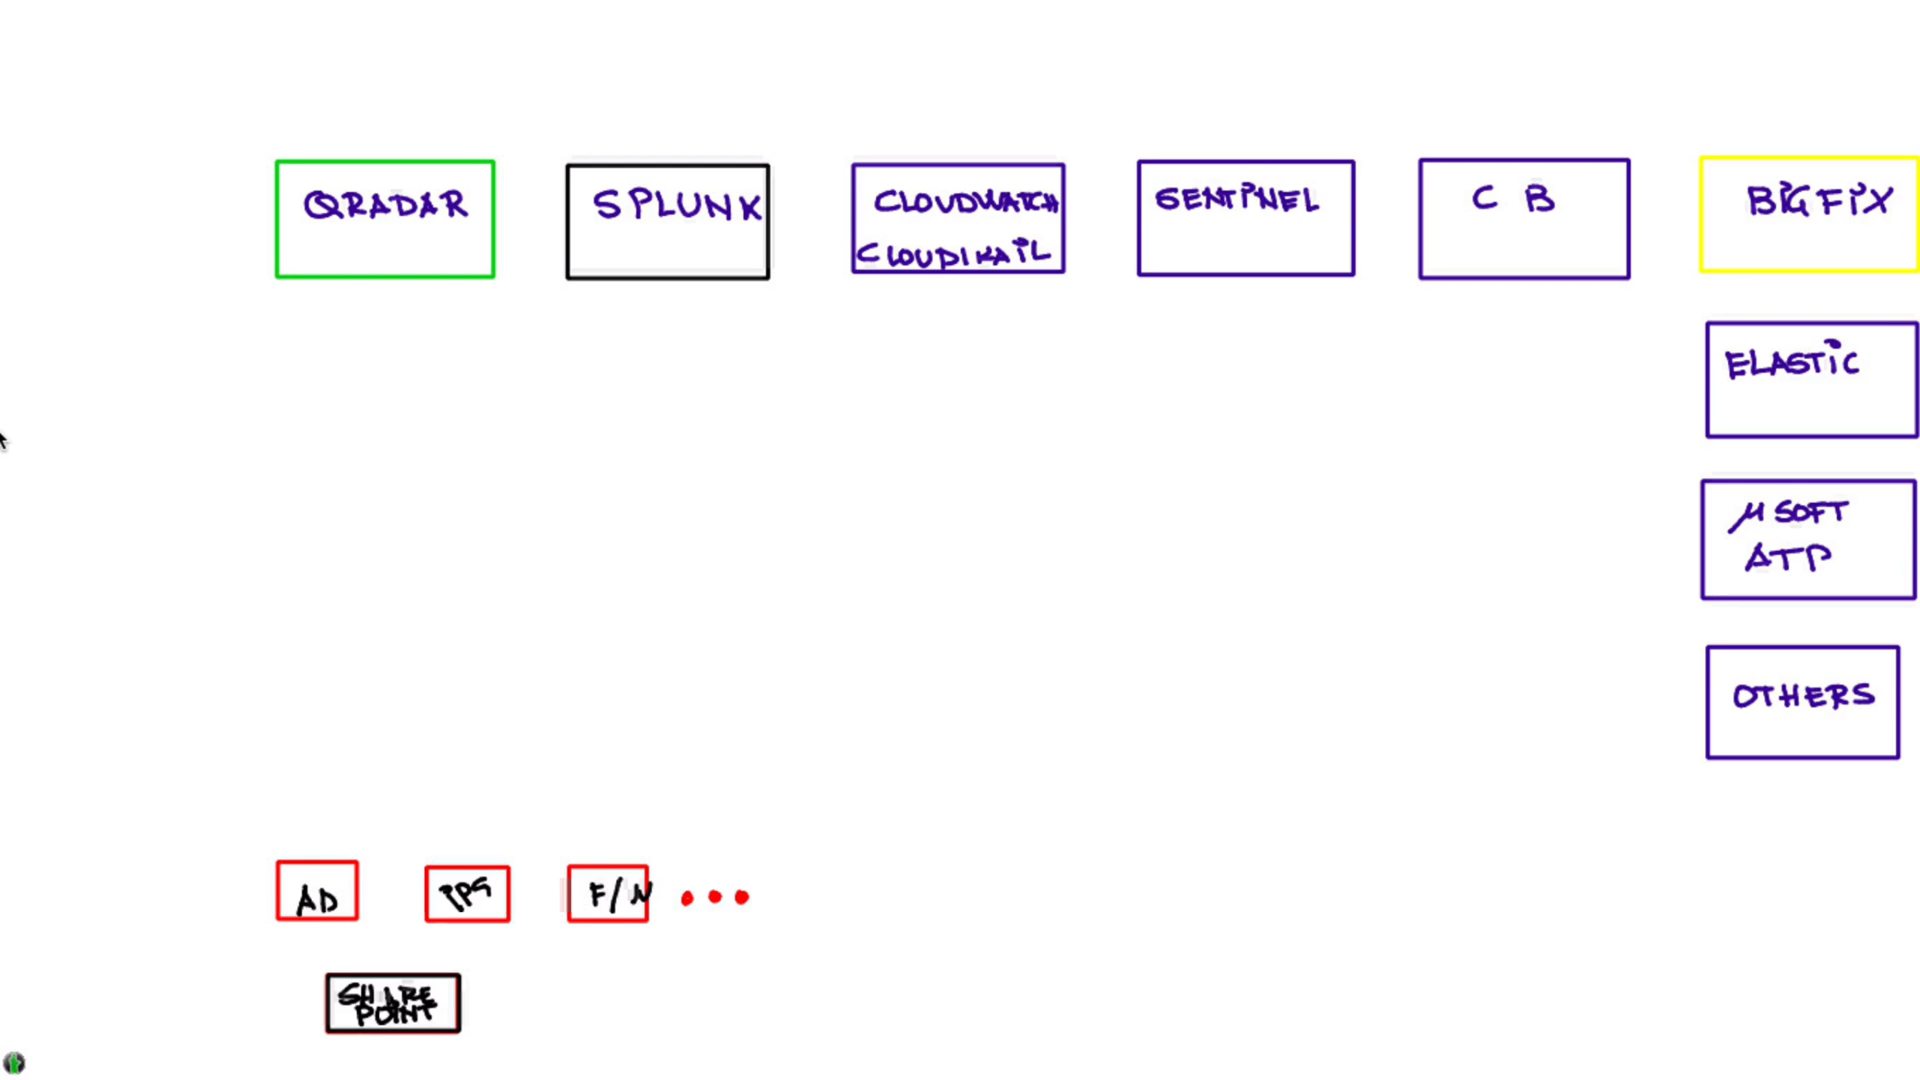 QRADAR
SPLUNK
CLOUDWATCH
CLOUDTRAIL
SENTINEL
C B
BIGFIX
ELASTIC
μSOFT
ATP
OTHERS
AD
IPS
F/W
SHARE
POINT